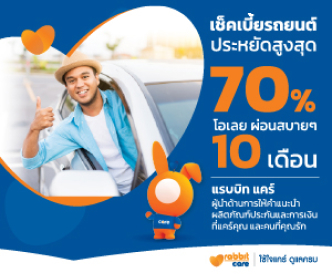 เช็คเบี้ยรถยนต์
ประหยัดสูงสุด
70%
โอเลย ผ่อนสบายๆ
10 เดือน
แรบบิท แคร์
ผู้นำด้านการให้คำแนะนำ
ผลิตภัณฑ์ประกันและการเงิน
ที่แคร์คุณ และคนที่คุณรัก
care
rabbit care
ใช้ใจแคร์ ดูแลครบ